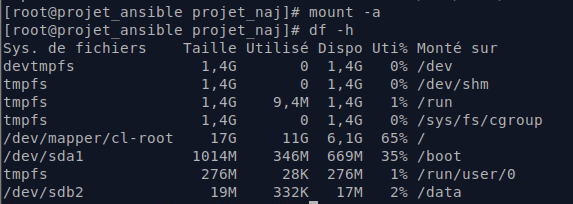 [root@projet_ansible projet_naj]# mount -a
[root@projet_ansible projet_naj]# df -h
Sys. de fichiers    Taille Utilisé Dispo Uti% Monté sur
devtmpfs              1,4G       0  1,4G   0% /dev
tmpfs                 1,4G       0  1,4G   0% /dev/shm
tmpfs                 1,4G    9,4M  1,4G   1% /run
tmpfs                 1,4G       0  1,4G   0% /sys/fs/cgroup
/dev/mapper/cl-root    17G     11G  6,1G  65% /
/dev/sda1            1014M    346M  669M  35% /boot
tmpfs                 276M     28K  276M   1% /run/user/0
/dev/sdb2              19M    332K   17M   2% /data